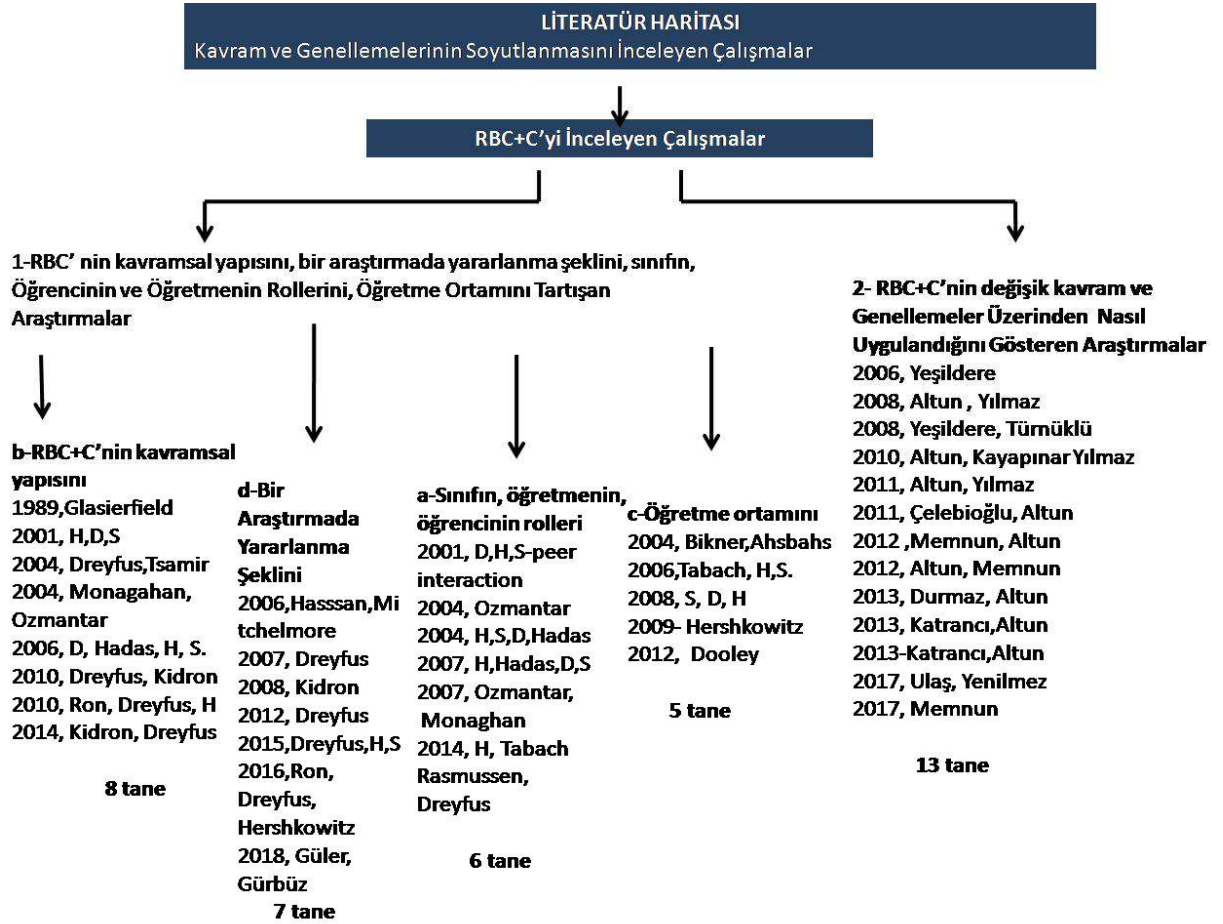 LİTERATÜR HARİTASI
Kavram ve Genellemelerinin Soyutlanmasını İnceleyen Çalışmalar
RBC+C'yi İnceleyen Çalışmalar
1-RBC' nin kavramsal yapısını, bir araştırmada yararlanma şeklini, sınıfın,
Öğrencinin ve Öğretmenin Rollerini, Öğretme Ortamını Tartışan
Araştırmalar
b-RBC+C'nin kavramsal
yapısını
1989,Glasierfield
2001, H,D,S
2004, Dreyfus,Tsamir
2004, Monagahan,
Ozmantar
2006, D, Hadas, H, S.
2010, Dreyfus, Kidron
2010, Ron, Dreyfus, H
2014, Kidron, Dreyfus
8 tane
d-Bir
Araştırmada
Yararlanma
Şeklini
2006,Hasssan,Mi
tchelmore
2007, Dreyfus
2008, Kidron
2012, Dreyfus
2015,Dreyfus,H,S
2016,Ron,
Dreyfus,
Hershkowitz
2018, Güler,
Gürbüz
7 tane
a-Sınıfın, öğretmenin,
öğrencinin rolleri
2001, D,H,S-peer
interaction
2004, Ozmantar
2004, H,S,D,Hadas
2007, H,Hadas,D,S
2007, Ozmantar,
Monaghan
2014, H, Tabach
Rasmussen,
Dreyfus
6 tane
c-Öğretme ortamını
2004, Bikner,Ahsbahs
2006,Tabach, H,S.
2008, S, D, H
2009- Hershkowitz
2012, Dooley
5 tane
2- RBC+C'nin değişik kavram ve
Genellemeler Üzerinden Nasıl
Uygulandığını Gösteren Araştırmalar
2006, Yeşildere
2008, Altun , Yılmaz
2008, Yeşildere, Türnüklü
2010, Altun, Kayapınar Yılmaz
2011, Altun, Yılmaz
2011, Çelebioğlu, Altun
2012 ,Memnun, Altun
2012, Altun, Memnun
2013, Durmaz, Altun
2013, Katrancı,Altun
2013-Katrancı,Altun
2017, Ulaş, Yenilmez
2017, Memnun
13 tane